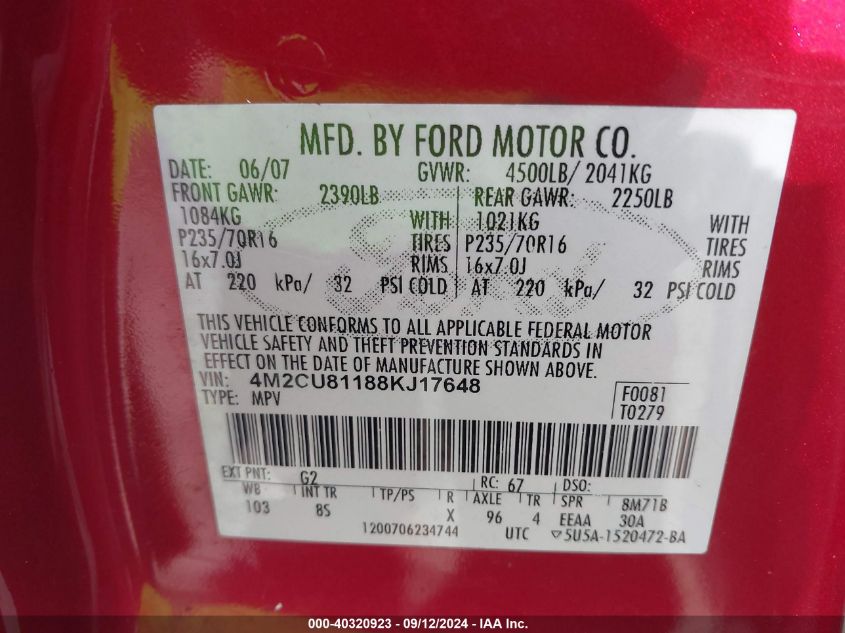 MFD. BY FORD MOTOR CO.
DATE: 06/07 GVWR: 4500LB/ 2041KG
FRONT GAWR: 2390LB REAR GAWR: 2250LB
1084KG WITH 1021KG WITH
P235/70R16 TIRES P235/70R16 TIRES
16x7.0J RIMS 16x7.0J RIMS
AT 220 kPa/ 32 PSI COLD AT 220 kPa/ 32 PSI COLD
THIS VEHICLE CONFORMS TO ALL APPLICABLE FEDERAL MOTOR
VEHICLE SAFETY AND THEFT PREVENTION STANDARDS IN
EFFECT ON THE DATE OF MANUFACTURE SHOWN ABOVE.
VIN: 4M2CU81188KJ17648 F0081
TYPE: MPV T0279
EXT PNT: G2 RC: 67 DSO:
WB INT TR TP/PS R AXLE TR SPR 8M71B
103 8S X 96 4 EEAA 30A
1200706234744 UTC ▽5U5A-1520472-BA
000-40320923 - 09/12/2024 - IAA Inc.